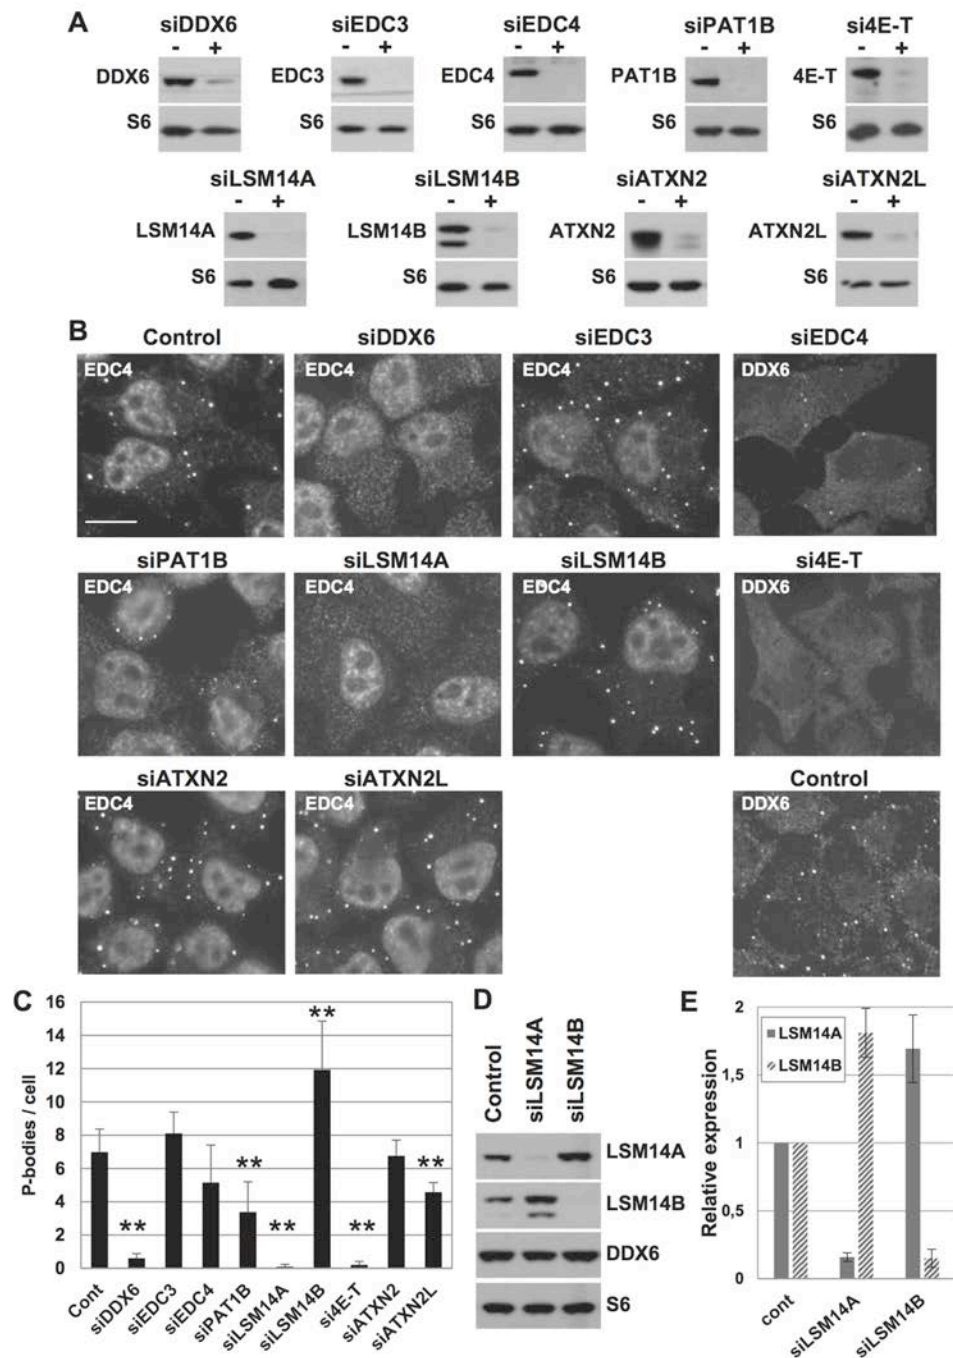 A
siDDX6 siEDC3 siEDC4 siPAT1B si4E-T
- + - + - + - + - +
DDX6 EDC3 EDC4 PAT1B 4E-T
S6 S6 S6 S6 S6
siLSM14A siLSM14B siATXN2 siATXN2L
- + - + - + - +
LSM14A LSM14B ATXN2 ATXN2L
S6 S6 S6 S6
B
Control siDDX6 siEDC3 siEDC4
EDC4 EDC4 EDC4 DDX6
siPAT1B siLSM14A siLSM14B si4E-T
EDC4 EDC4 EDC4 DDX6
siATXN2 siATXN2L Control
EDC4 EDC4 DDX6
C
P-bodies / cell
16
14
12
10
8
6
4
2
0
** ** ** ** ** **
Cont siDDX6 siEDC3 siEDC4 siPAT1B siLSM14A siLSM14B si4E-T siATXN2 siATXN2L
D
Control siLSM14A siLSM14B
LSM14A
LSM14B
DDX6
S6
E
Relative expression
2
1,5
1
0,5
0
LSM14A
LSM14B
cont siLSM14A siLSM14B